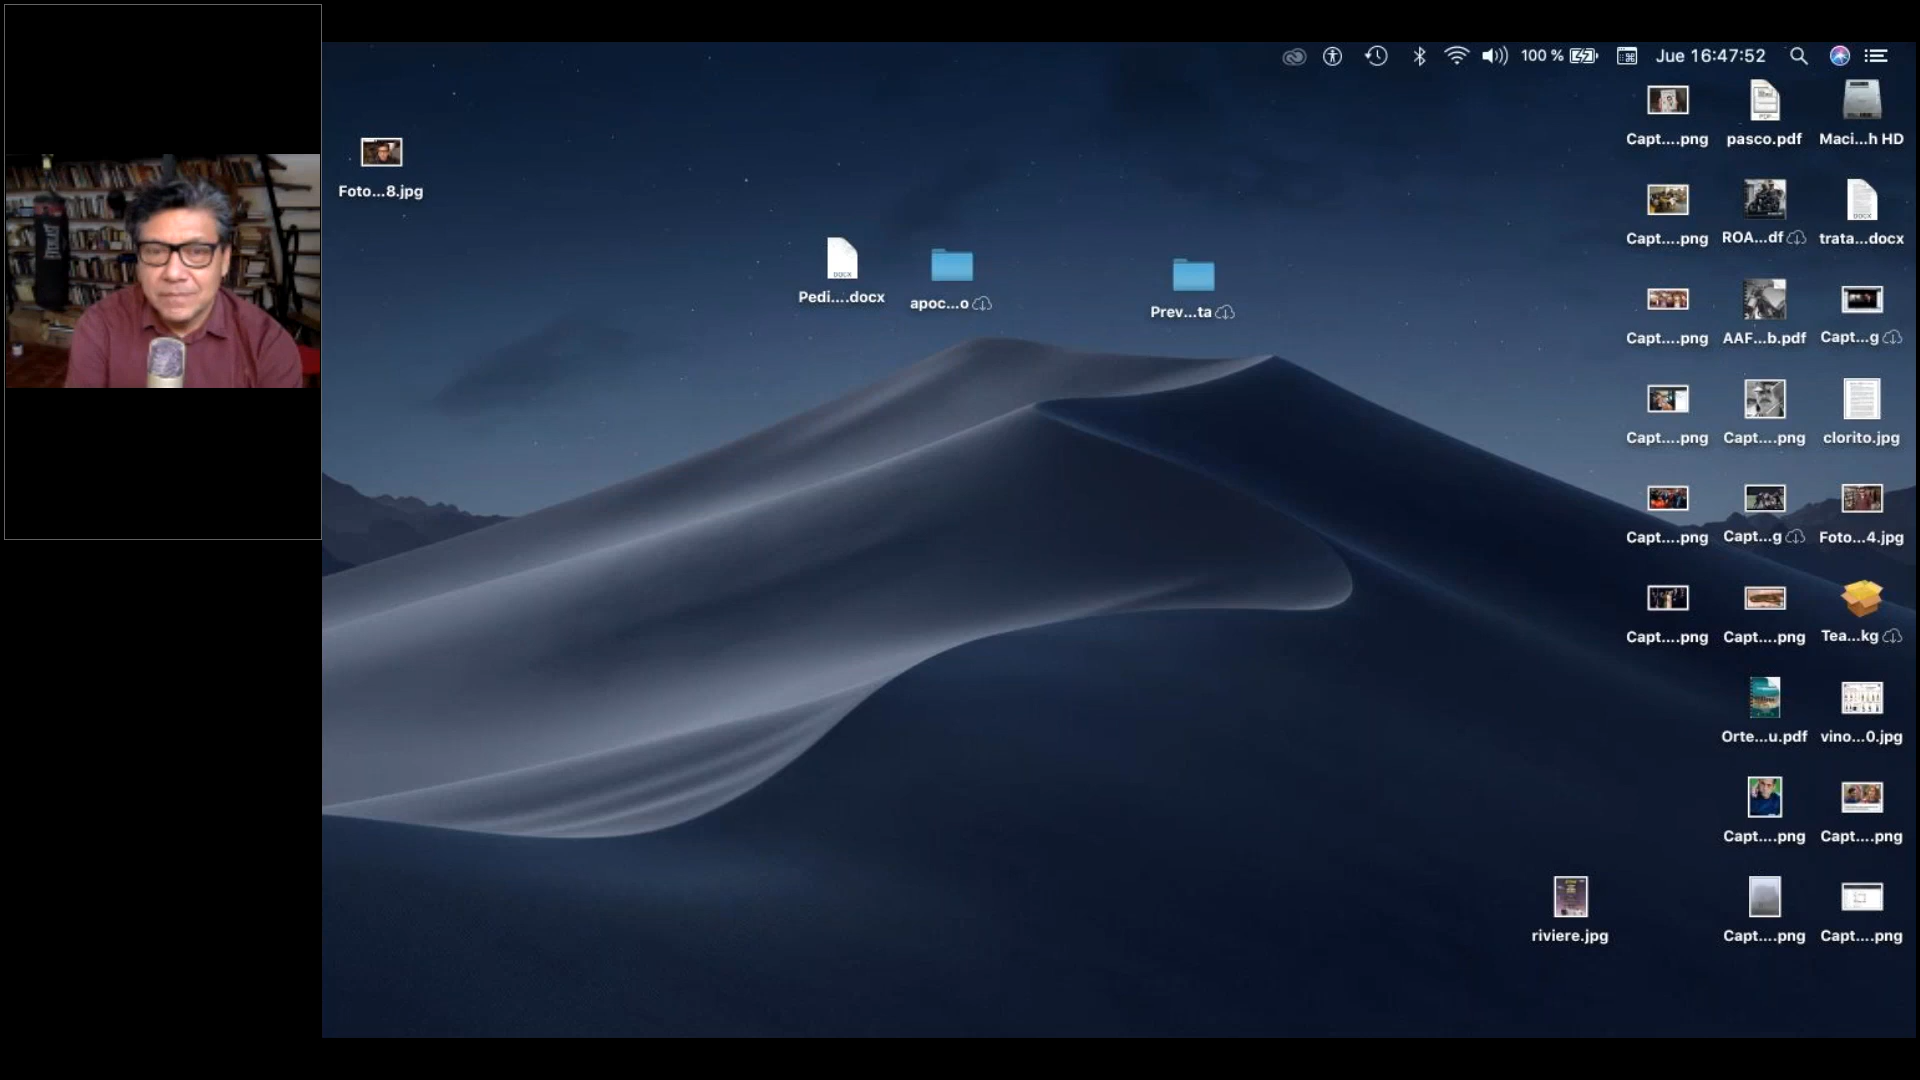 100 % Jue 16:47:52
Foto...8.jpg
Pedi....docx
apoc...o
Prev...ta
Capt....png
pasco.pdf
Maci...h HD
Capt....png
ROA...df
trata...docx
Capt....png
AAF...b.pdf
Capt...g
Capt....png
Capt....png
clorito.jpg
Capt....png
Capt...g
Foto...4.jpg
Capt....png
Capt....png
Tea...kg
Orte...u.pdf
vino...0.jpg
Capt....png
Capt....png
riviere.jpg
Capt....png
Capt....png